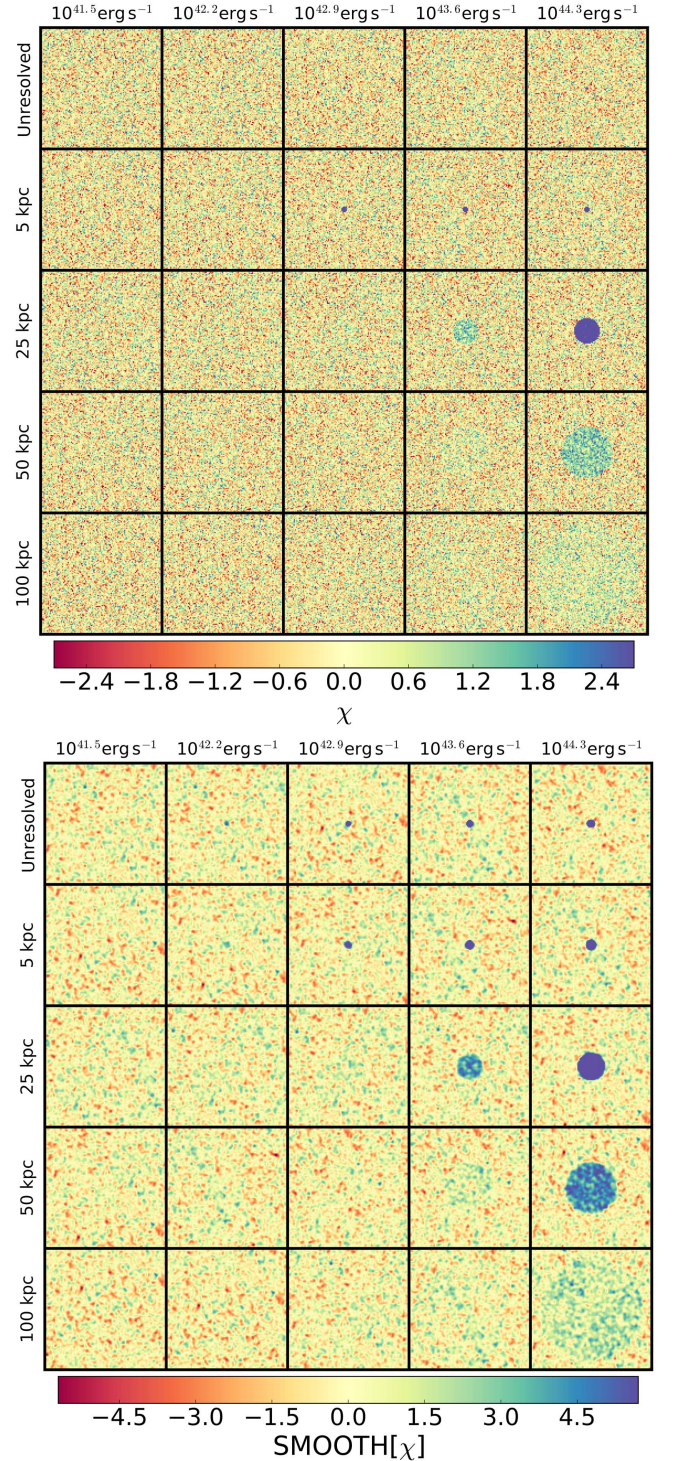 10^{41.5}erg s^{−1} 10^{42.2}erg s^{−1} 10^{42.9}erg s^{−1} 10^{43.6}erg s^{−1} 10^{44.3}erg s^{−1}
Unresolved
5 kpc
25 kpc
50 kpc
100 kpc
−2.4 −1.8 −1.2 −0.6 0.0 0.6 1.2 1.8 2.4
χ
10^{41.5}erg s^{−1} 10^{42.2}erg s^{−1} 10^{42.9}erg s^{−1} 10^{43.6}erg s^{−1} 10^{44.3}erg s^{−1}
Unresolved
5 kpc
25 kpc
50 kpc
100 kpc
−4.5 −3.0 −1.5 0.0 1.5 3.0 4.5
SMOOTH[χ]